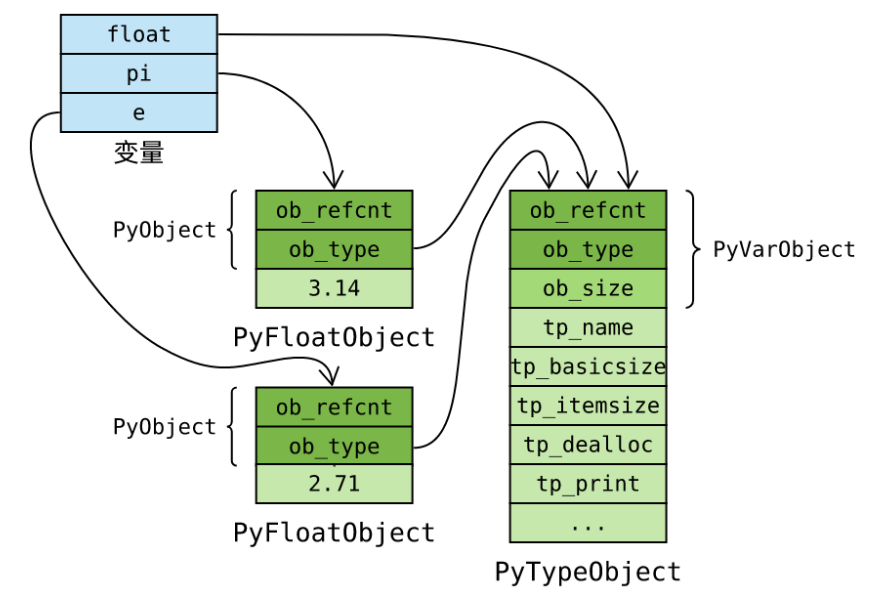 float
pi
e
变量
PyObject
ob_refcnt
ob_type
3.14
PyFloatObject
PyObject
ob_refcnt
ob_type
2.71
PyFloatObject
ob_refcnt
ob_type
ob_size
tp_name
tp_basicsize
tp_itemsize
tp_dealloc
tp_print
...
PyTypeObject
PyVarObject